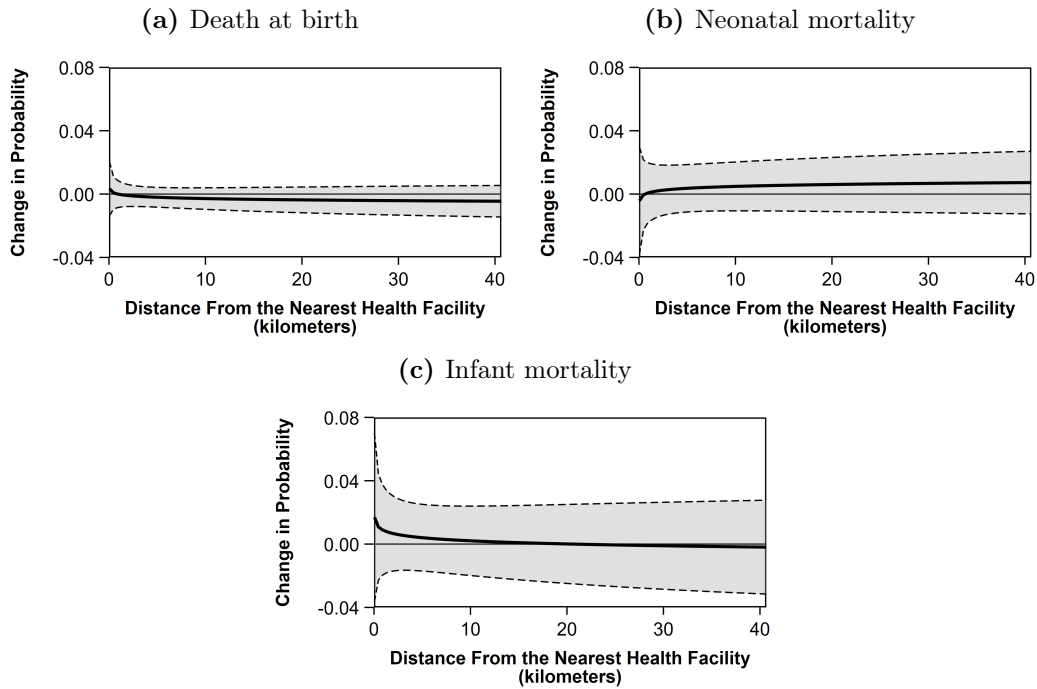 (a) Death at birth
0.08
0.04
0.00
-0.04
Change in Probability
0 10 20 30 40
Distance From the Nearest Health Facility
(kilometers)
(b) Neonatal mortality
0.08
0.04
0.00
-0.04
Change in Probability
0 10 20 30 40
Distance From the Nearest Health Facility
(kilometers)
(c) Infant mortality
0.08
0.04
0.00
-0.04
Change in Probability
0 10 20 30 40
Distance From the Nearest Health Facility
(kilometers)